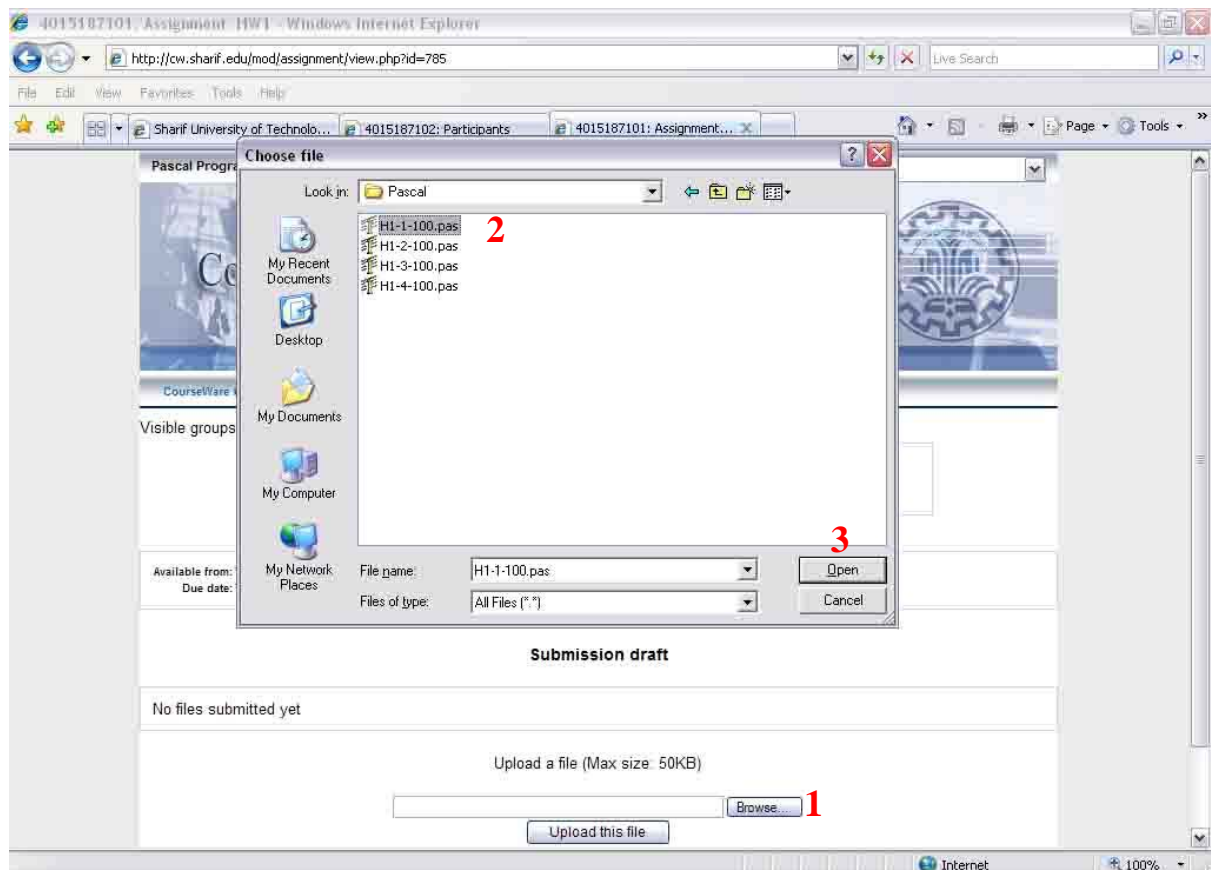 4015187101: Assignment: HW1 - Windows Internet Explorer
http://cw.sharif.edu/mod/assignment/view.php?id=785
Live Search
File Edit View Favorites Tools Help
Sharif University of Technolo... 4015187102: Participants 4015187101: Assignment... Page Tools
Pascal Progra
Choose file
Look in: Pascal
H1-1-100.pas 2
H1-2-100.pas
H1-3-100.pas
H1-4-100.pas
My Recent Documents
Desktop
My Documents
My Computer
My Network Places
Co
CourseWare
Visible groups
3
File name: H1-1-100.pas Open
Files of type: All Files (*.*) Cancel
Available from:
Due date:
Submission draft
No files submitted yet
Upload a file (Max size: 50KB)
Browse... 1
Upload this file
Internet 100%